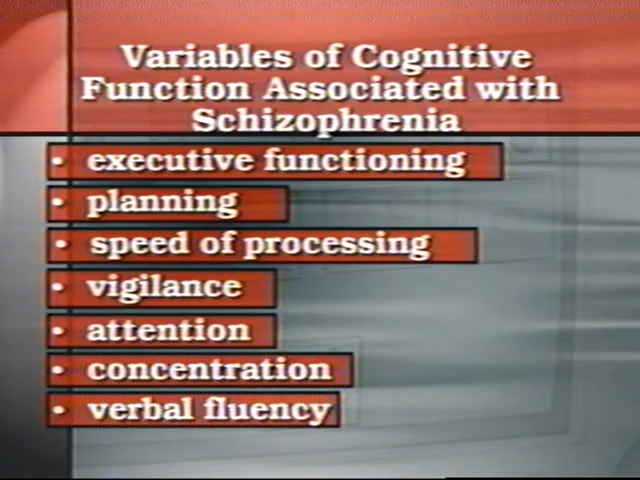 Variables of Cognitive
Function Associated with
Schizophrenia
• executive functioning
• planning
• speed of processing
• vigilance
• attention
• concentration
• verbal fluency